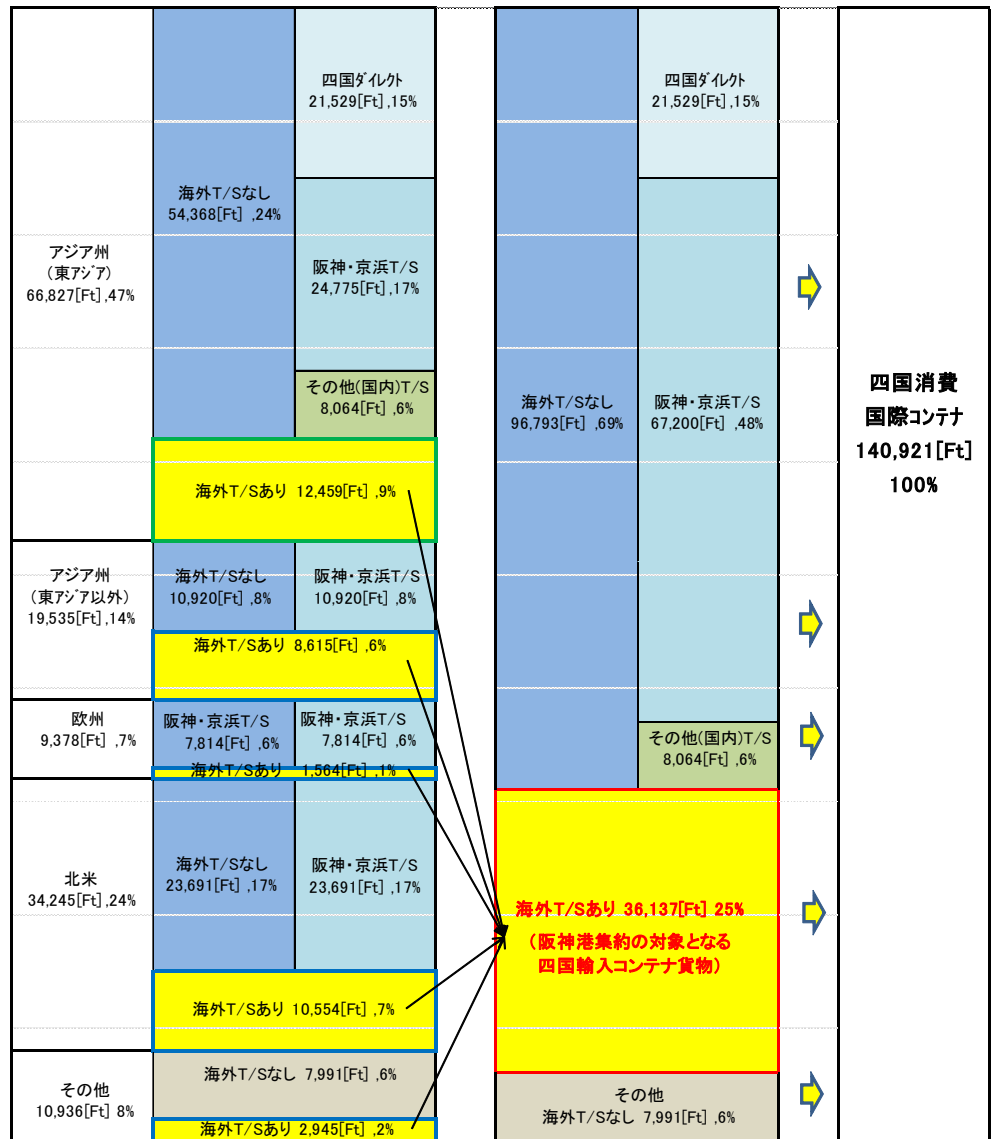 アジア州
（東アジア）
66,827[Ft] ,47%
海外T/Sなし
54,368[Ft] ,24%
四国ダイレクト
21,529[Ft] ,15%
阪神・京浜T/S
24,775[Ft] ,17%
その他(国内)T/S
8,064[Ft] ,6%
海外T/Sあり 12,459[Ft] ,9%
アジア州
（東アジア以外）
19,535[Ft] ,14%
海外T/Sなし
10,920[Ft] ,8%
阪神・京浜T/S
10,920[Ft] ,8%
海外T/Sあり 8,615[Ft] ,6%
欧州
9,378[Ft] ,7%
阪神・京浜T/S
7,814[Ft] ,6%
阪神・京浜T/S
7,814[Ft] ,6%
海外T/Sあり 1,564[Ft] ,1%
北米
34,245[Ft] ,24%
海外T/Sなし
23,691[Ft] ,17%
阪神・京浜T/S
23,691[Ft] ,17%
海外T/Sあり 10,554[Ft] ,7%
その他
10,936[Ft] 8%
海外T/Sなし 7,991[Ft] ,6%
海外T/Sあり 2,945[Ft] ,2%
海外T/Sなし
96,793[Ft] ,69%
四国ダイレクト
21,529[Ft] ,15%
阪神・京浜T/S
67,200[Ft] ,48%
その他(国内)T/S
8,064[Ft] ,6%
海外T/Sあり 36,137[Ft] 25%
（阪神港集約の対象となる
四国輸入コンテナ貨物）
その他
海外T/Sなし 7,991[Ft] ,6%
四国消費
国際コンテナ
140,921[Ft]
100%